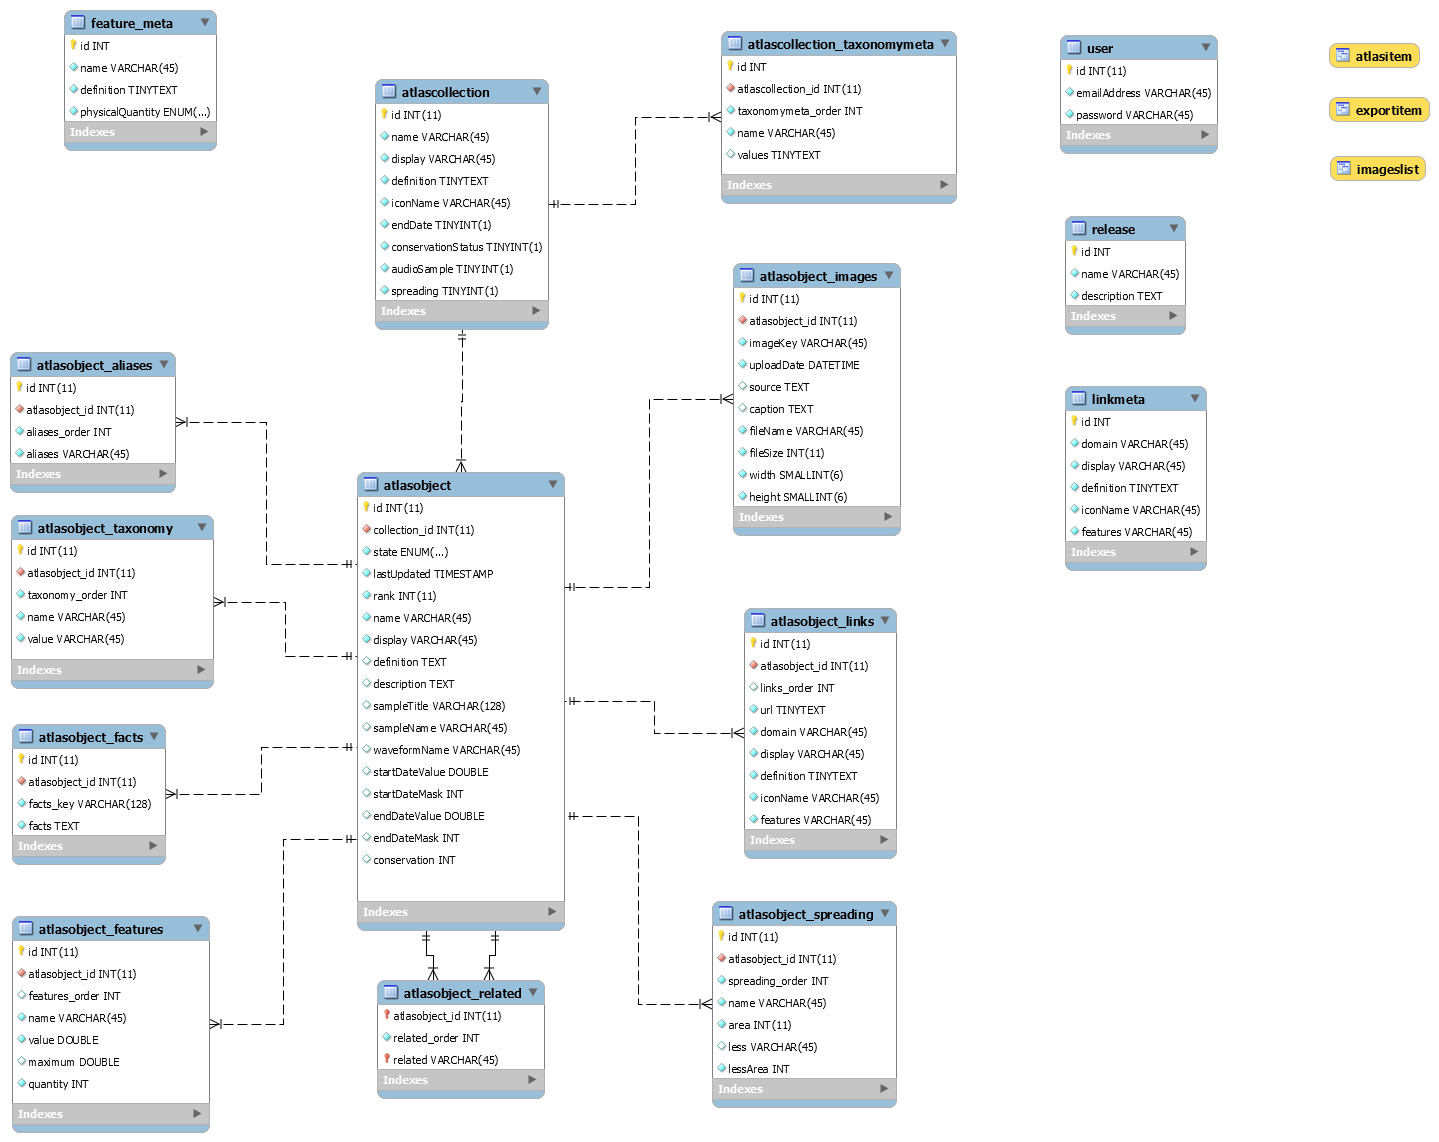 feature_meta
id INT
name VARCHAR(45)
definition TINYTEXT
physicalQuantity ENUM(...)
Indexes
atlascollection
id INT(11)
name VARCHAR(45)
display VARCHAR(45)
definition TINYTEXT
iconName VARCHAR(45)
endDate TINYINT(1)
conservationStatus TINYINT(1)
audioSample TINYINT(1)
spreading TINYINT(1)
Indexes
atlascollection_taxonomymeta
id INT
atlascollection_id INT(11)
taxonomymeta_order INT
name VARCHAR(45)
values TINYTEXT
Indexes
user
id INT(11)
emailAddress VARCHAR(45)
password VARCHAR(45)
Indexes
atlasitem
exportitem
imageslist
release
id INT
name VARCHAR(45)
description TEXT
Indexes
atlasobject_images
id INT(11)
atlasobject_id INT(11)
imageKey VARCHAR(45)
uploadDate DATETIME
source TEXT
caption TEXT
fileName VARCHAR(45)
fileSize INT(11)
width SMALLINT(6)
height SMALLINT(6)
Indexes
linkmeta
id INT
domain VARCHAR(45)
display VARCHAR(45)
definition TINYTEXT
iconName VARCHAR(45)
features VARCHAR(45)
Indexes
atlasobject_aliases
id INT(11)
atlasobject_id INT(11)
aliases_order INT
aliases VARCHAR(45)
Indexes
atlasobject_taxonomy
id INT(11)
atlasobject_id INT(11)
taxonomy_order INT
name VARCHAR(45)
value VARCHAR(45)
Indexes
atlasobject
id INT(11)
collection_id INT(11)
state ENUM(...)
lastUpdated TIMESTAMP
rank INT(11)
name VARCHAR(45)
display VARCHAR(45)
definition TEXT
description TEXT
sampleTitle VARCHAR(128)
sampleName VARCHAR(45)
waveformName VARCHAR(45)
startDateValue DOUBLE
startDateMask INT
endDateValue DOUBLE
endDateMask INT
conservation INT
Indexes
atlasobject_links
id INT(11)
atlasobject_id INT(11)
links_order INT
url TINYTEXT
domain VARCHAR(45)
display VARCHAR(45)
definition TINYTEXT
iconName VARCHAR(45)
features VARCHAR(45)
Indexes
atlasobject_facts
id INT(11)
atlasobject_id INT(11)
facts_key VARCHAR(128)
facts TEXT
Indexes
atlasobject_features
id INT(11)
atlasobject_id INT(11)
features_order INT
name VARCHAR(45)
value DOUBLE
maximum DOUBLE
quantity INT
Indexes
atlasobject_related
atlasobject_id INT(11)
related_order INT
related VARCHAR(45)
Indexes
atlasobject_spreading
id INT(11)
atlasobject_id INT(11)
spreading_order INT
name VARCHAR(45)
area INT(11)
less VARCHAR(45)
lessArea INT
Indexes